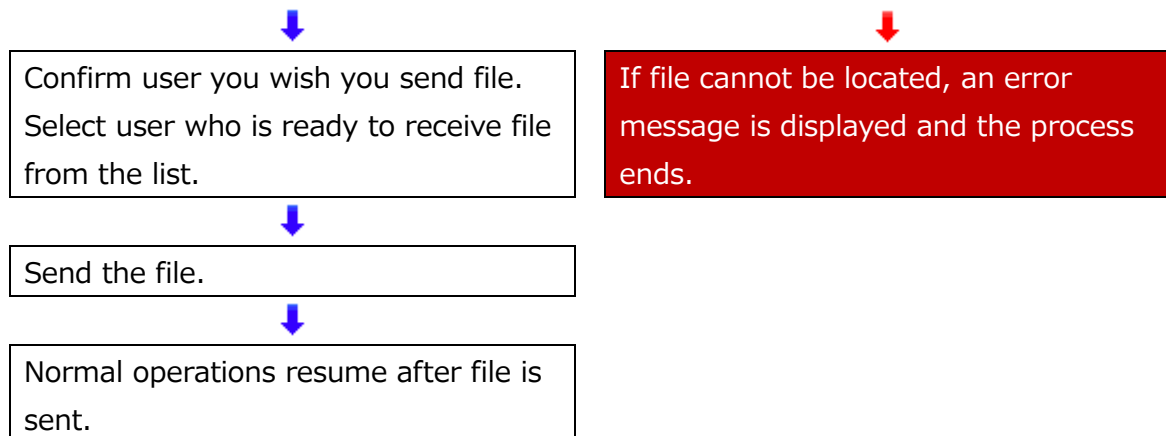 Confirm user you wish you send file.
Select user who is ready to receive file
from the list.
If file cannot be located, an error
message is displayed and the process
ends.
Send the file.
Normal operations resume after file is
sent.